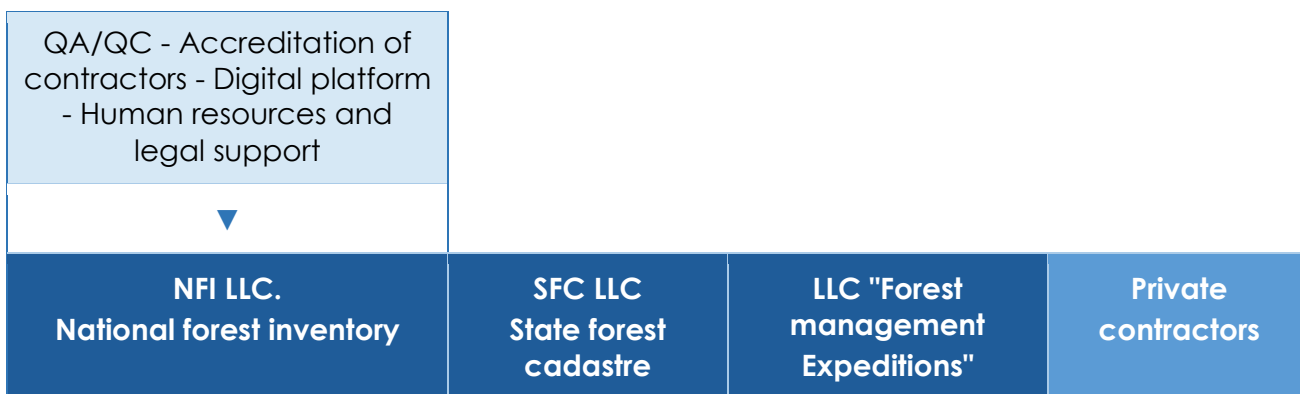 QA/QC - Accreditation of
contractors - Digital platform
- Human resources and
legal support
▼
NFI LLC.
National forest inventory
SFC LLC
State forest
cadastre
LLC "Forest
management
Expeditions"
Private
contractors